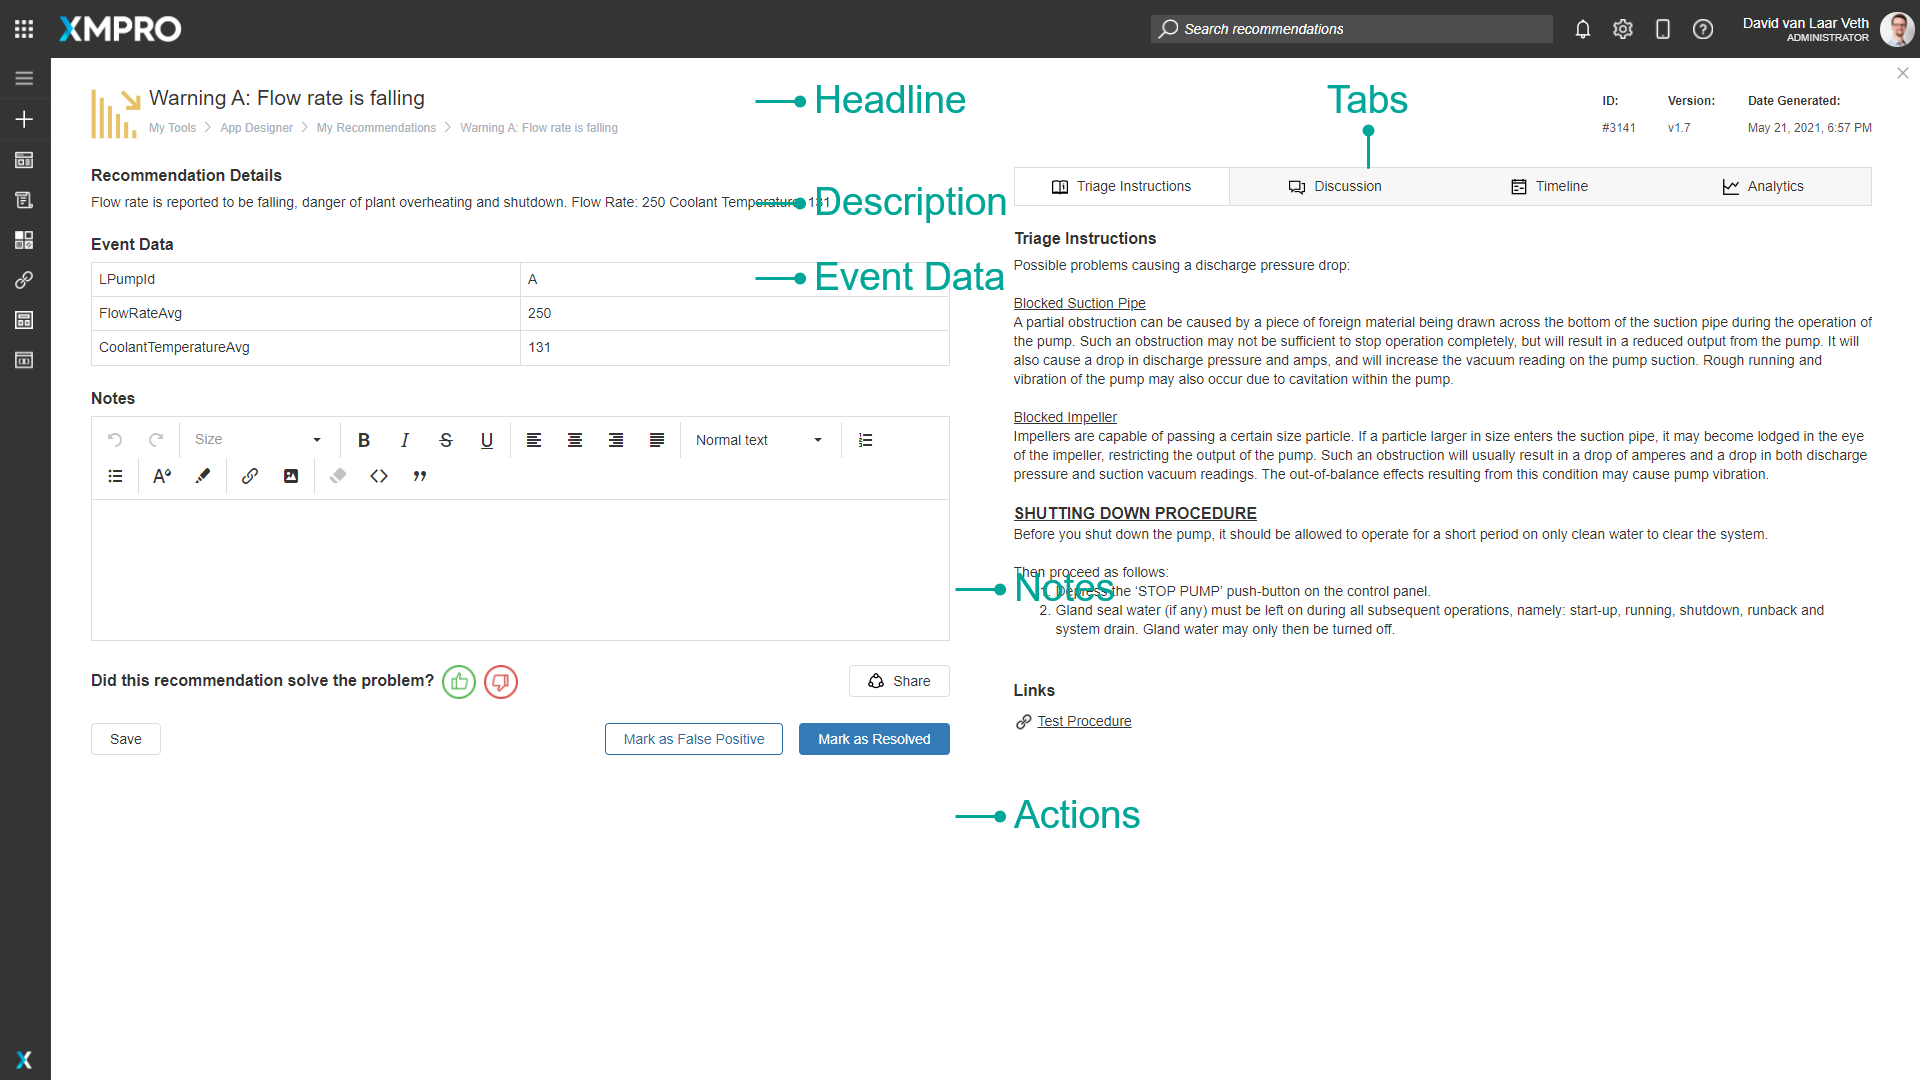 XMPRO
Search recommendations
David van Laar Veth
ADMINISTRATOR
Warning A: Flow rate is falling
My Tools > App Designer > My Recommendations > Warning A: Flow rate is falling
Headline
Tabs
ID: Version: Date Generated:
#3141 v1.7 May 21, 2021, 6:57 PM
Recommendation Details
Flow rate is reported to be falling, danger of plant overheating and shutdown. Flow Rate: 250 Coolant Temperature: 131
Description
Event Data
LPumpId A
FlowRateAvg 250
CoolantTemperatureAvg 131
Event Data
Notes
Size
B I S U
Normal text
Notes
Did this recommendation solve the problem?
Share
Save
Mark as False Positive
Mark as Resolved
Actions
Triage Instructions
Discussion
Timeline
Analytics
Triage Instructions
Possible problems causing a discharge pressure drop:
Blocked Suction Pipe
A partial obstruction can be caused by a piece of foreign material being drawn across the bottom of the suction pipe during the operation of
the pump. Such an obstruction may not be sufficient to stop operation completely, but will result in a reduced output from the pump. It will
also cause a drop in discharge pressure and amps, and will increase the vacuum reading on the pump suction. Rough running and
vibration of the pump may also occur due to cavitation within the pump.
Blocked Impeller
Impellers are capable of passing a certain size particle. If a particle larger in size enters the suction pipe, it may become lodged in the eye
of the impeller, restricting the output of the pump. Such an obstruction will usually result in a drop of amperes and a drop in both discharge
pressure and suction vacuum readings. The out-of-balance effects resulting from this condition may cause pump vibration.
SHUTTING DOWN PROCEDURE
Before you shut down the pump, it should be allowed to operate for a short period on only clean water to clear the system.
Then proceed as follows:
1. Depress the ‘STOP PUMP’ push-button on the control panel.
2. Gland seal water (if any) must be left on during all subsequent operations, namely: start-up, running, shutdown, runback and
system drain. Gland water may only then be turned off.
Links
Test Procedure